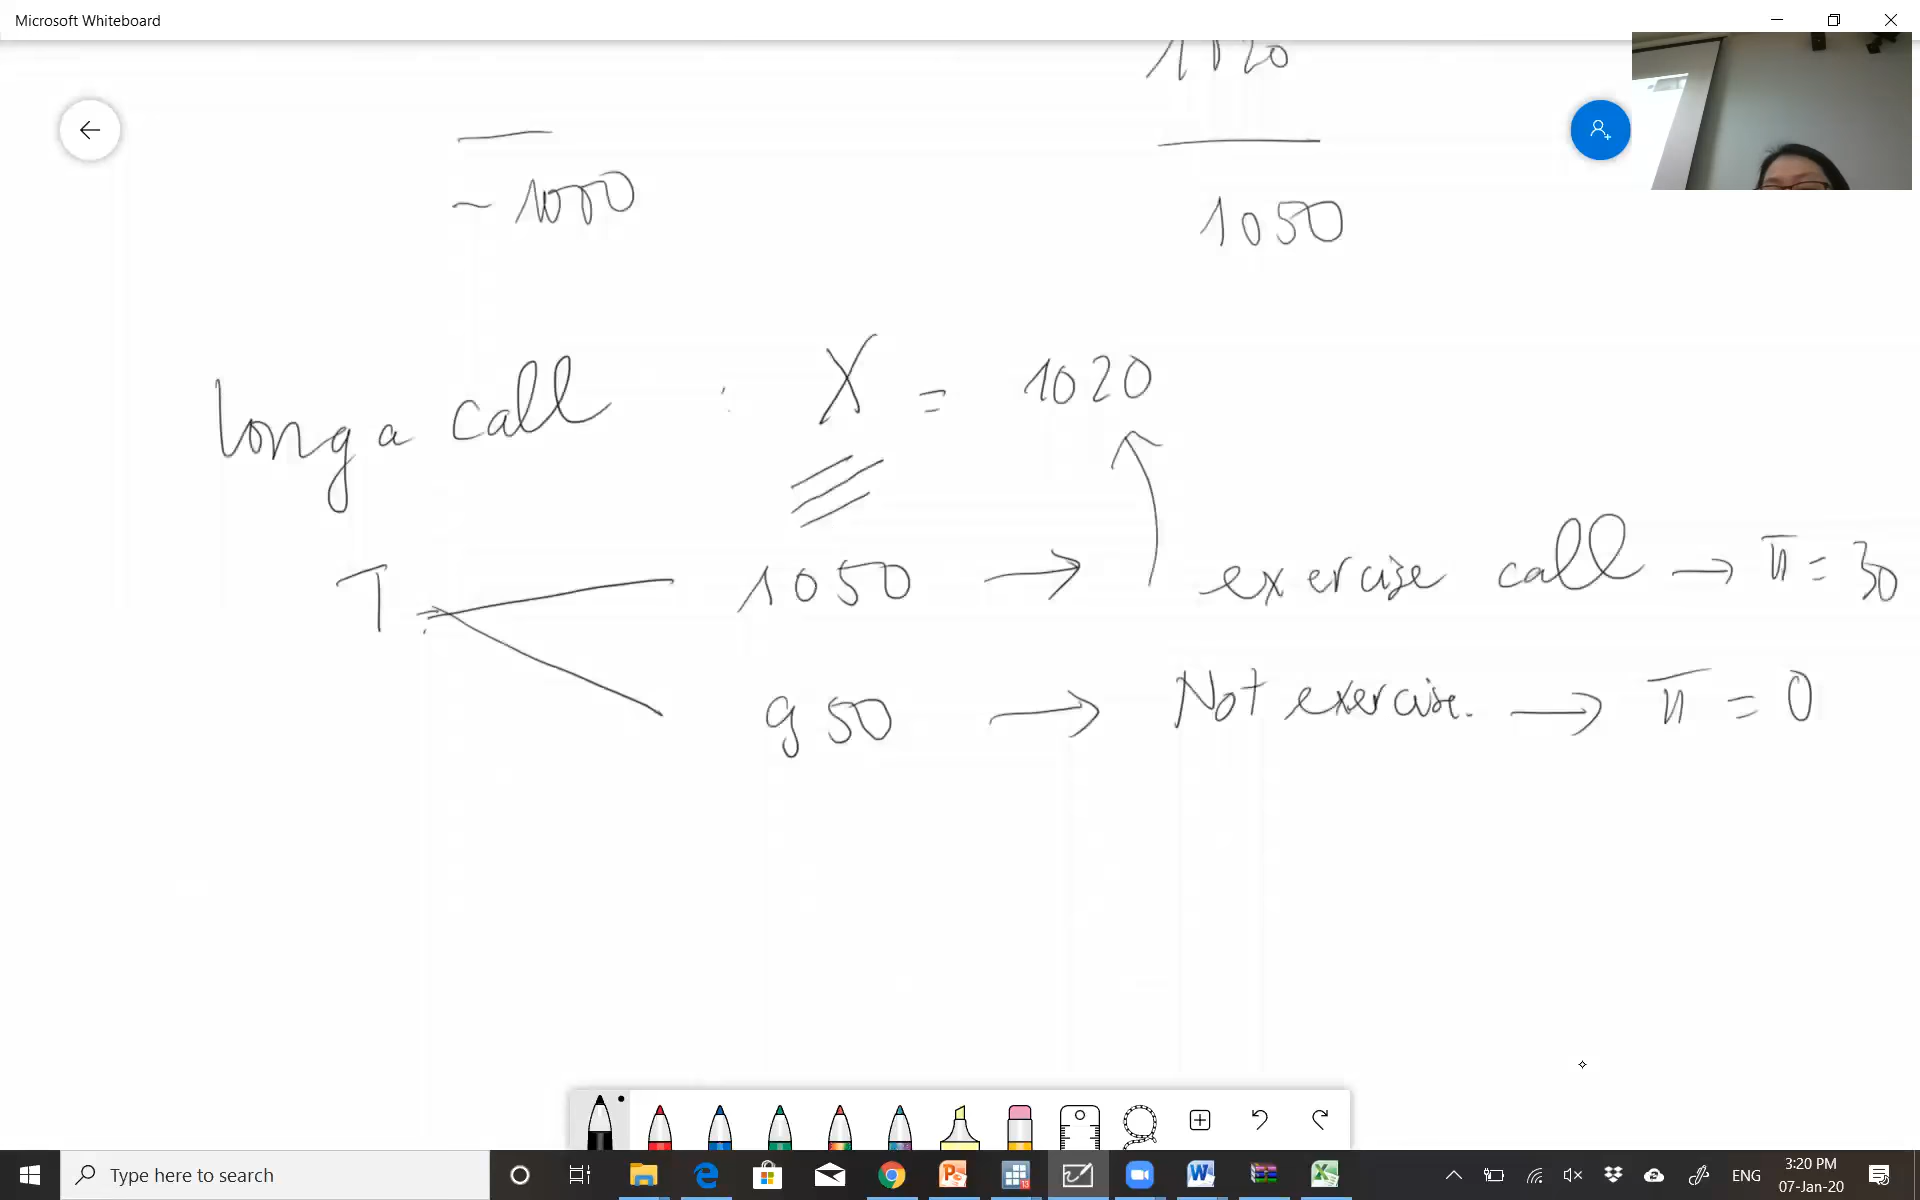 Microsoft Whiteboard
1020
~ 1000
1050
long a call : X = 1020
T 1050 → exercise call → π = 30
950 → Not exercise. → π = 0
Type here to search
ENG
3:20 PM
07-Jan-20